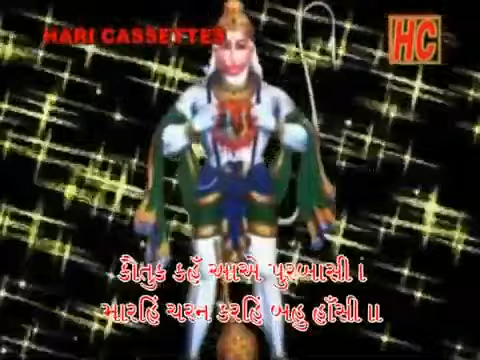 HARI CASSETTES
HC
કૌતુક કહઁ આએ પુરબાસી ।
મારહિં ચરન કરહિં બહુ હાઁસી ॥